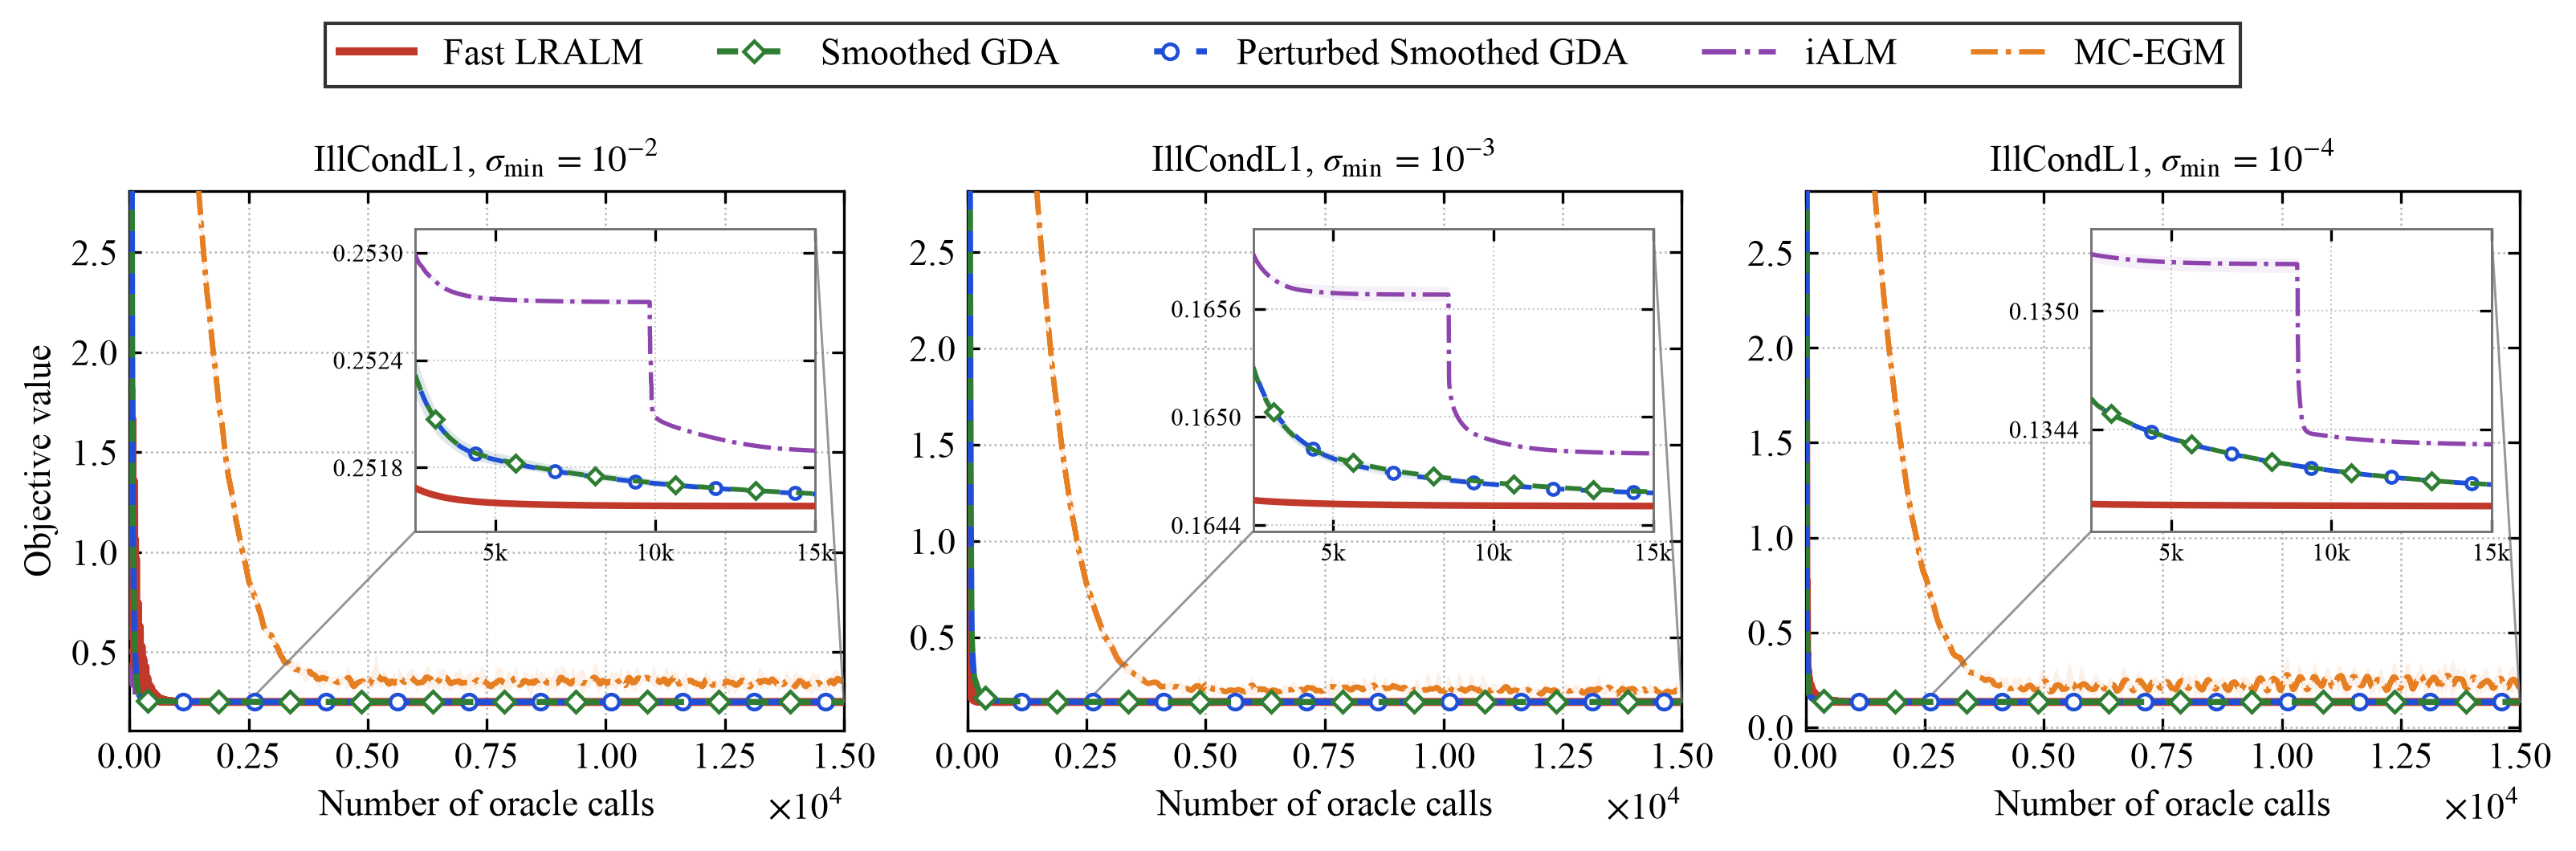 Fast LRALM Smoothed GDA Perturbed Smoothed GDA iALM MC-EGM
IllCondL1, σ_min = 10⁻²
2.5
2.0
1.5
1.0
0.5
Objective value
0.2530
0.2524
0.2518
5k 10k 15k
0.00 0.25 0.50 0.75 1.00 1.25 1.50
Number of oracle calls ×10⁴
IllCondL1, σ_min = 10⁻³
2.5
2.0
1.5
1.0
0.5
0.1656
0.1650
0.1644
5k 10k 15k
0.00 0.25 0.50 0.75 1.00 1.25 1.50
Number of oracle calls ×10⁴
IllCondL1, σ_min = 10⁻⁴
2.5
2.0
1.5
1.0
0.5
0.0
0.1350
0.1344
5k 10k 15k
0.00 0.25 0.50 0.75 1.00 1.25 1.50
Number of oracle calls ×10⁴